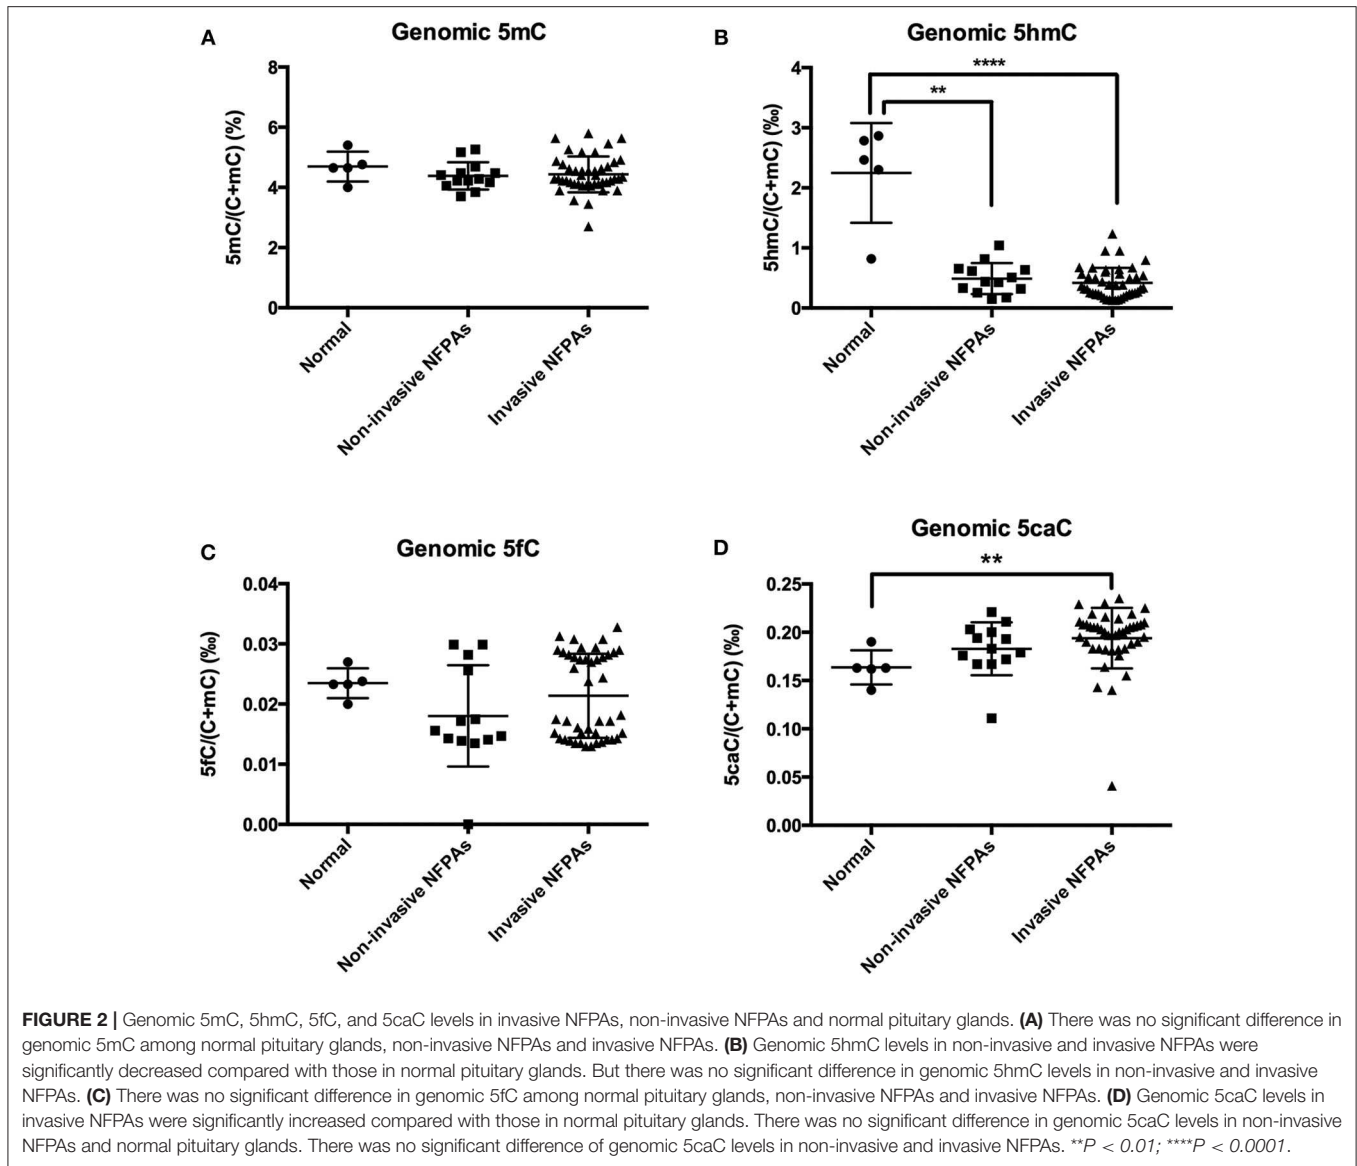 A
Genomic 5mC
5mC/(C+mC) (%)
8
6
4
2
0
Normal
Non-invasive NFPAs
Invasive NFPAs
B
Genomic 5hmC
5hmC/(C+mC) (‰)
4
3
2
1
0
****
**
Normal
Non-invasive NFPAs
Invasive NFPAs
C
Genomic 5fC
5fC/(C+mC) (‰)
0.04
0.03
0.02
0.01
0.00
Normal
Non-invasive NFPAs
Invasive NFPAs
D
Genomic 5caC
5caC/(C+mC) (‰)
0.25
0.20
0.15
0.10
0.05
0.00
**
Normal
Non-invasive NFPAs
Invasive NFPAs
FIGURE 2 | Genomic 5mC, 5hmC, 5fC, and 5caC levels in invasive NFPAs, non-invasive NFPAs and normal pituitary glands. (A) There was no significant difference in
genomic 5mC among normal pituitary glands, non-invasive NFPAs and invasive NFPAs. (B) Genomic 5hmC levels in non-invasive and invasive NFPAs were
significantly decreased compared with those in normal pituitary glands. But there was no significant difference in genomic 5hmC levels in non-invasive and invasive
NFPAs. (C) There was no significant difference in genomic 5fC among normal pituitary glands, non-invasive NFPAs and invasive NFPAs. (D) Genomic 5caC levels in
invasive NFPAs were significantly increased compared with those in normal pituitary glands. There was no significant difference in genomic 5caC levels in non-invasive
NFPAs and normal pituitary glands. There was no significant difference of genomic 5caC levels in non-invasive and invasive NFPAs. **P < 0.01; ****P < 0.0001.